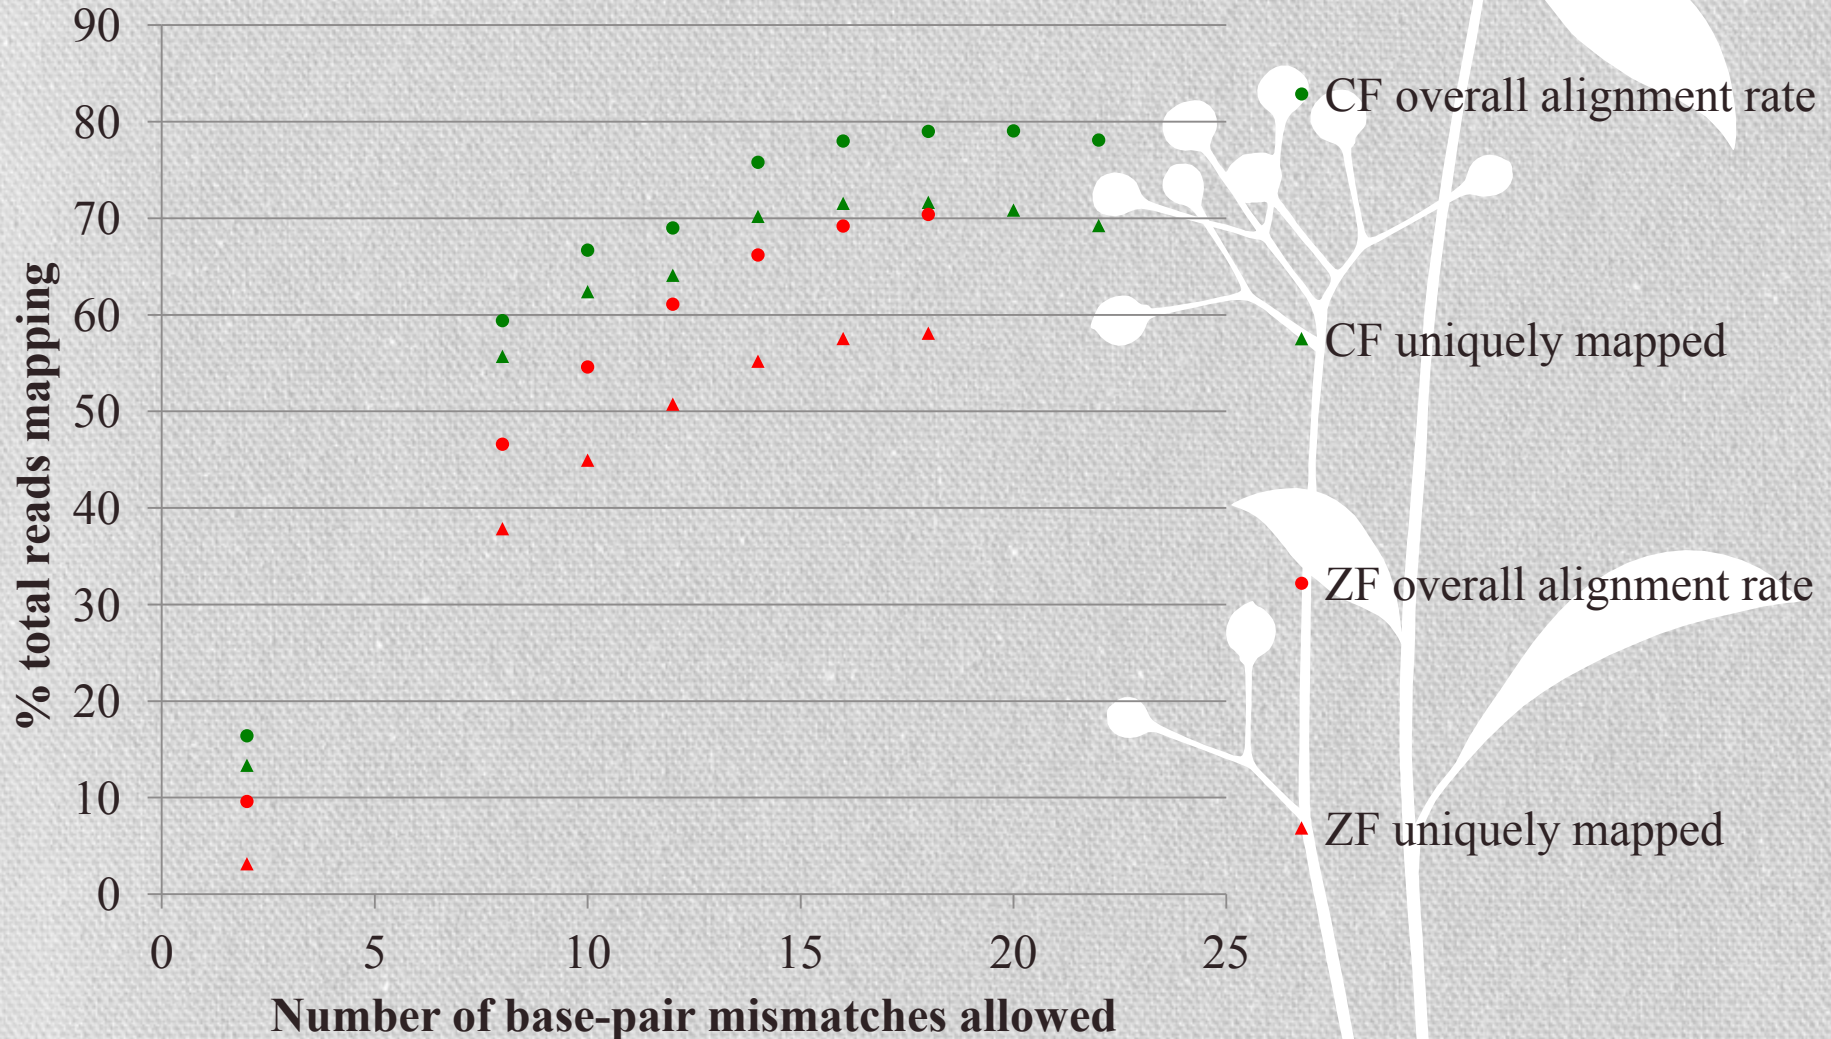 90
80
70
60
50
40
30
20
10
0
% total reads mapping
0 5 10 15 20 25
Number of base-pair mismatches allowed
CF overall alignment rate
CF uniquely mapped
ZF overall alignment rate
ZF uniquely mapped